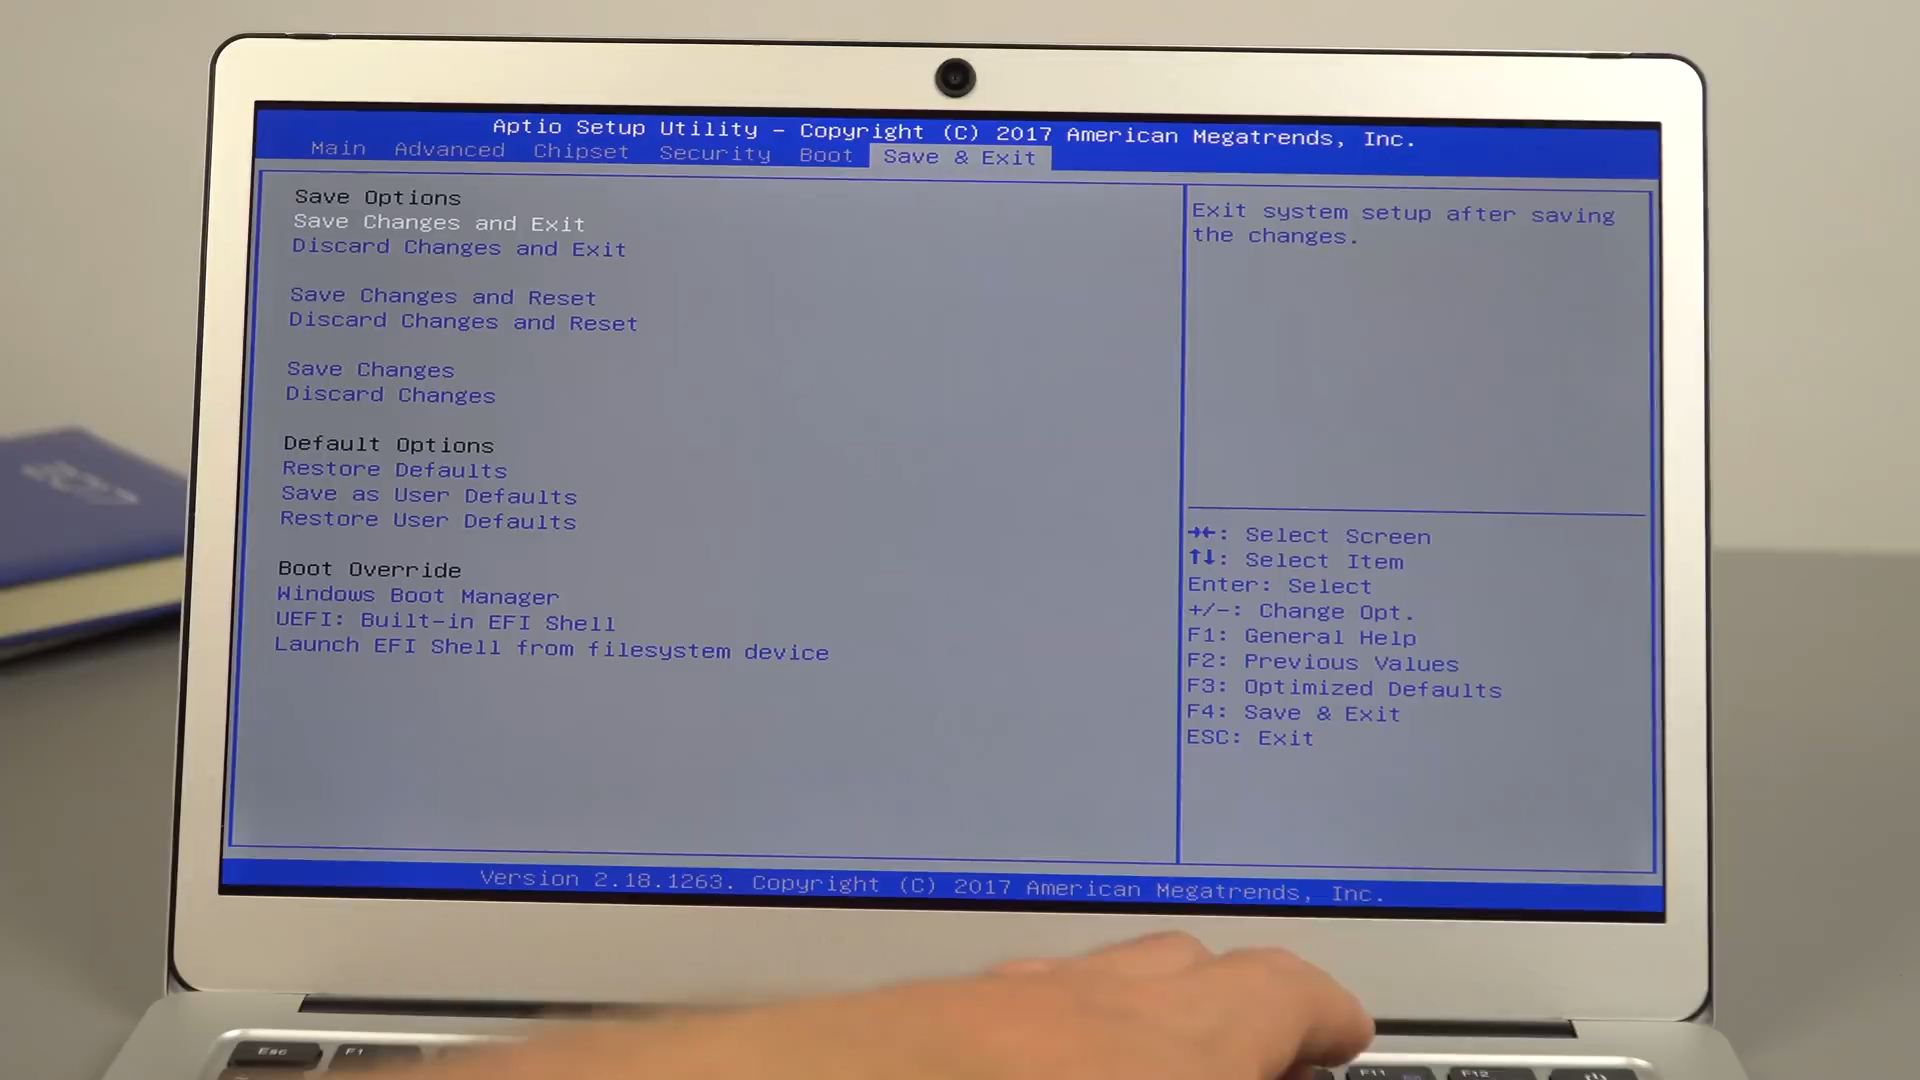 Aptio Setup Utility – Copyright (C) 2017 American Megatrends, Inc.
Main Advanced Chipset Security Boot Save & Exit
Save Options
Save Changes and Exit
Discard Changes and Exit
Save Changes and Reset
Discard Changes and Reset
Save Changes
Discard Changes
Default Options
Restore Defaults
Save as User Defaults
Restore User Defaults
Boot Override
Windows Boot Manager
UEFI: Built-in EFI Shell
Launch EFI Shell from filesystem device
Exit system setup after saving
the changes.
→←: Select Screen
↑↓: Select Item
Enter: Select
+/-: Change Opt.
F1: General Help
F2: Previous Values
F3: Optimized Defaults
F4: Save & Exit
ESC: Exit
Version 2.18.1263. Copyright (C) 2017 American Megatrends, Inc.
Esc F1 F11 F12